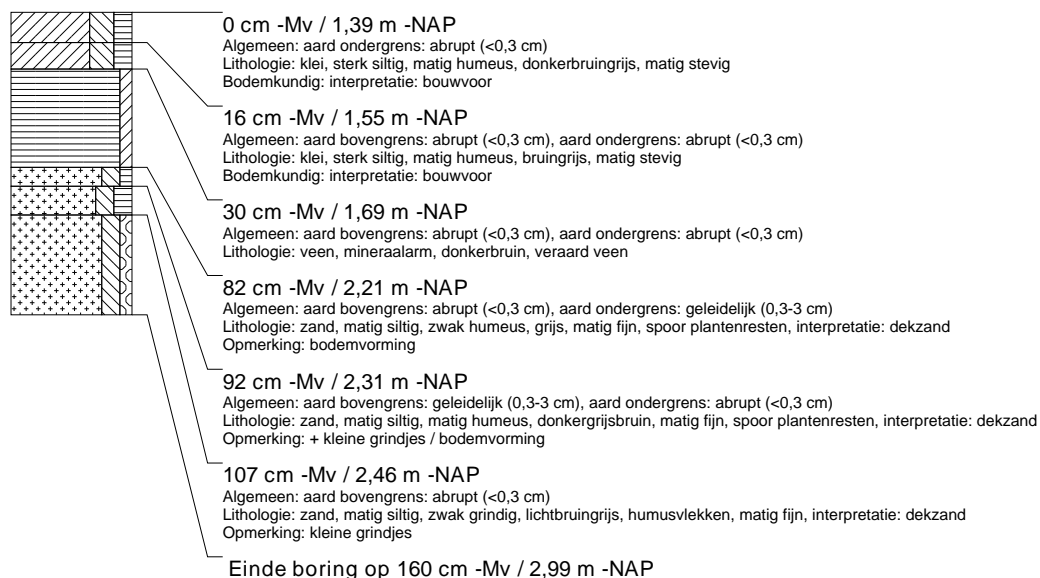 0 cm -Mv / 1,39 m -NAP
Algemeen: aard ondergrens: abrupt (<0,3 cm)
Lithologie: klei, sterk siltig, matig humeus, donkerbruingrijs, matig stevig
Bodemkundig: interpretatie: bouwvoor
16 cm -Mv / 1,55 m -NAP
Algemeen: aard bovengrens: abrupt (<0,3 cm), aard ondergrens: abrupt (<0,3 cm)
Lithologie: klei, sterk siltig, matig humeus, bruingrijs, matig stevig
Bodemkundig: interpretatie: bouwvoor
30 cm -Mv / 1,69 m -NAP
Algemeen: aard bovengrens: abrupt (<0,3 cm), aard ondergrens: abrupt (<0,3 cm)
Lithologie: veen, mineraalarm, donkerbruin, veraard veen
82 cm -Mv / 2,21 m -NAP
Algemeen: aard bovengrens: abrupt (<0,3 cm), aard ondergrens: geleidelijk (0,3-3 cm)
Lithologie: zand, matig siltig, zwak humeus, grijs, matig fijn, spoor plantenresten, interpretatie: dekzand
Opmerking: bodemvorming
92 cm -Mv / 2,31 m -NAP
Algemeen: aard bovengrens: geleidelijk (0,3-3 cm), aard ondergrens: abrupt (<0,3 cm)
Lithologie: zand, matig siltig, matig humeus, donkergrijsbruin, matig fijn, spoor plantenresten, interpretatie: dekzand
Opmerking: + kleine grindjes / bodemvorming
107 cm -Mv / 2,46 m -NAP
Algemeen: aard bovengrens: abrupt (<0,3 cm)
Lithologie: zand, matig siltig, zwak grindig, lichtbruingrijs, humusvlekken, matig fijn, interpretatie: dekzand
Opmerking: kleine grindjes
Einde boring op 160 cm -Mv / 2,99 m -NAP